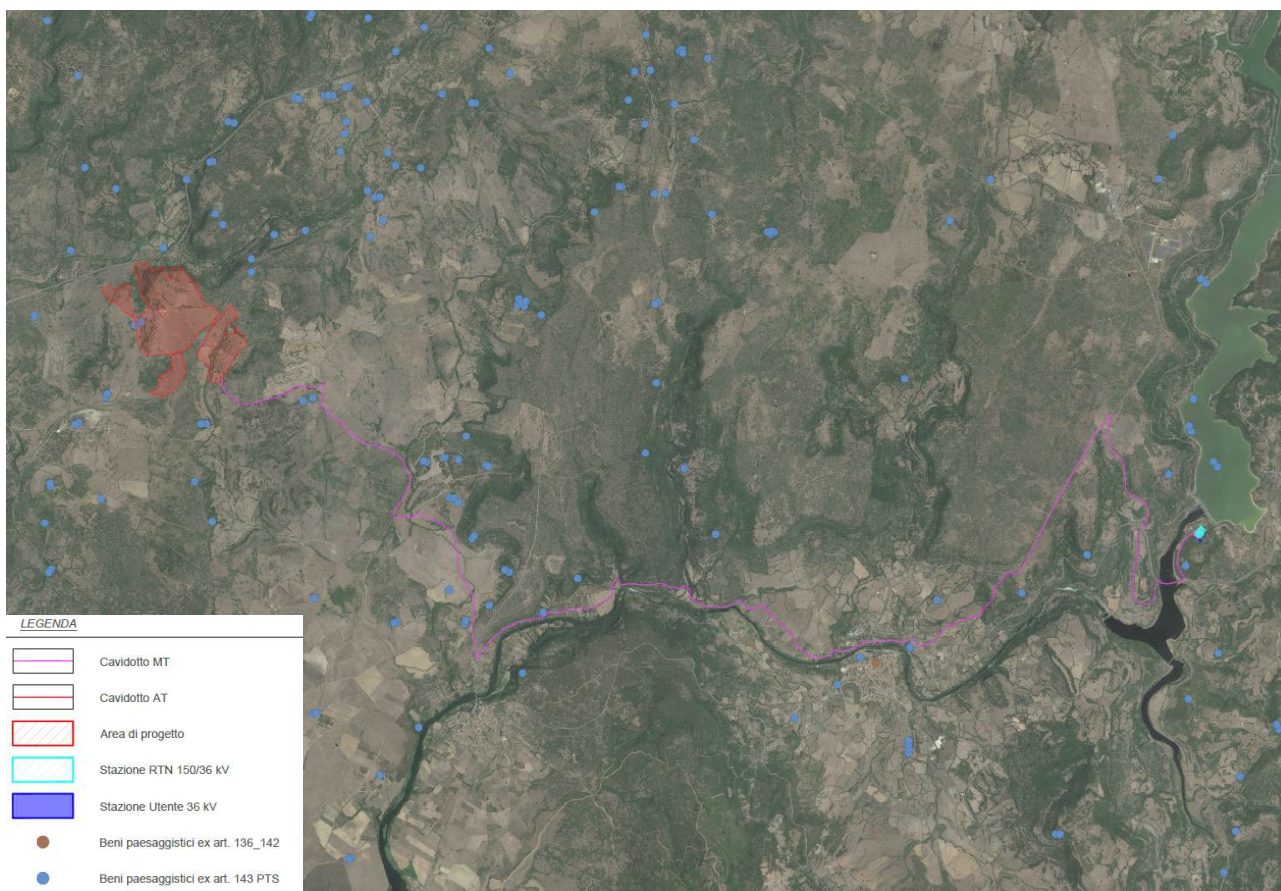 LEGENDA
Cavidotto MT
Cavidotto AT
Area di progetto
Stazione RTN 150/36 kV
Stazione Utente 36 kV
Beni paesaggistici ex art. 136_142
Beni paesaggistici ex art. 143 PTS